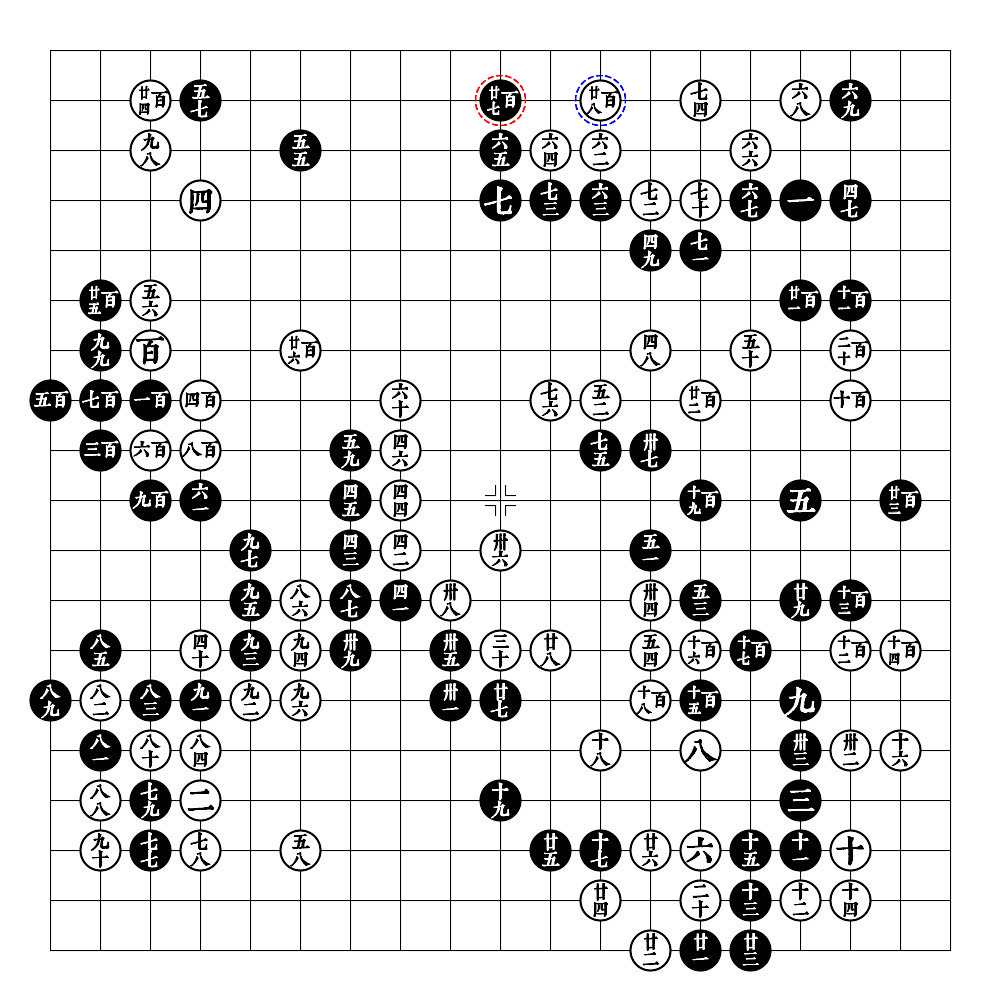 百廿四 五七 百廿七 百廿八 七四 六八 六九
九八 五五 六五 六四 六二 六六
四 七 七三 六三 七二 七十 六七 一 四七
四九 七一
百廿五 五六 百廿一 百十一
九九 百 百廿六 四八 五十 百二十
百五 百七 百一 百四 六十 七六 五二 百廿二 百十
百三 百六 百八 五九 四六 七五 卅七
百九 六一 四五 四四 百十九 五 百廿三
九七 四三 四二 卅六 五一
九五 八六 八七 四一 卅八 卅四 五三 廿九 百十三
八五 四十 九三 九四 卅九 卅五 三十 廿八 五四 百十六 百十七 百十二 百十四
八九 八二 八三 九一 九二 九六 卅一 廿七 百十八 百十五 九
八一 八十 八四 十八 八 卅三 卅二 十六
八八 七九 二 十九 三
九十 七七 七八 五八 廿五 十七 廿六 六 十五 十一 十
廿四 二十 十三 十二 十四
廿二 廿一 廿三